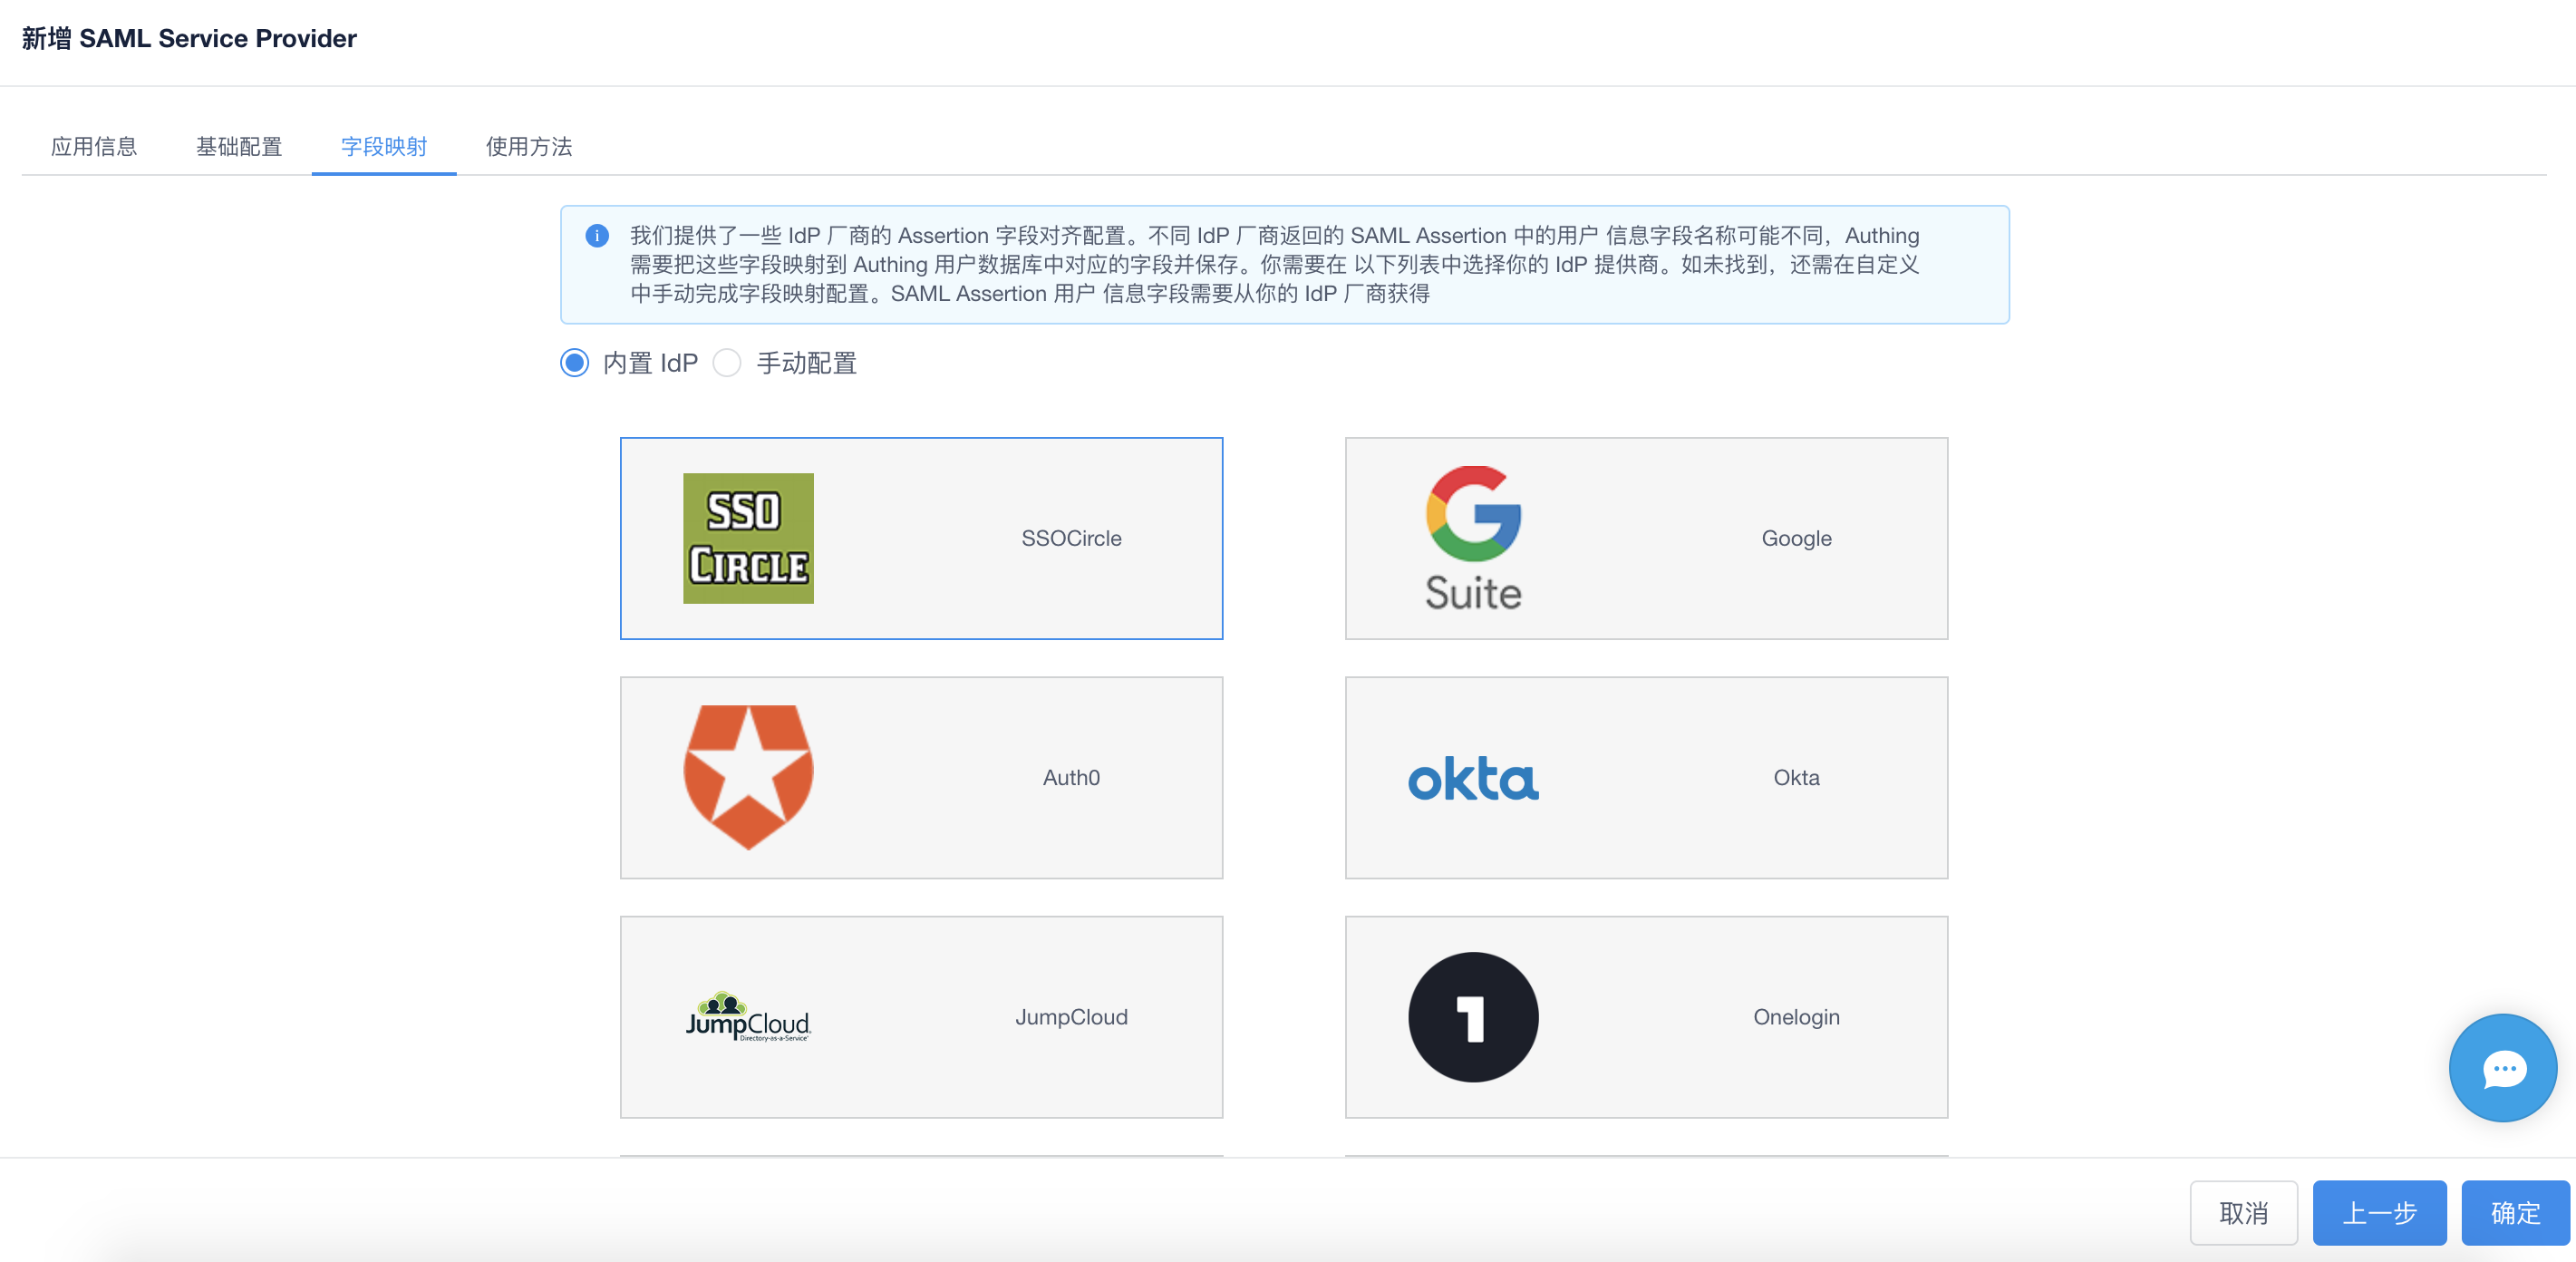 新增 SAML Service Provider
应用信息 基础配置 字段映射 使用方法
我们提供了一些 IdP 厂商的 Assertion 字段对齐配置。不同 IdP 厂商返回的 SAML Assertion 中的用户 信息字段名称可能不同，Authing
需要把这些字段映射到 Authing 用户数据库中对应的字段并保存。你需要在 以下列表中选择你的 IdP 提供商。如未找到，还需在自定义
中手动完成字段映射配置。SAML Assertion 用户 信息字段需要从你的 IdP 厂商获得
内置 IdP 手动配置
SSO
CIRCLE
SSOCircle
G
Suite
Google
Auth0
okta
Okta
JumpCloud
Directory-as-a-Service
JumpCloud
1
Onelogin
取消 上一步 确定